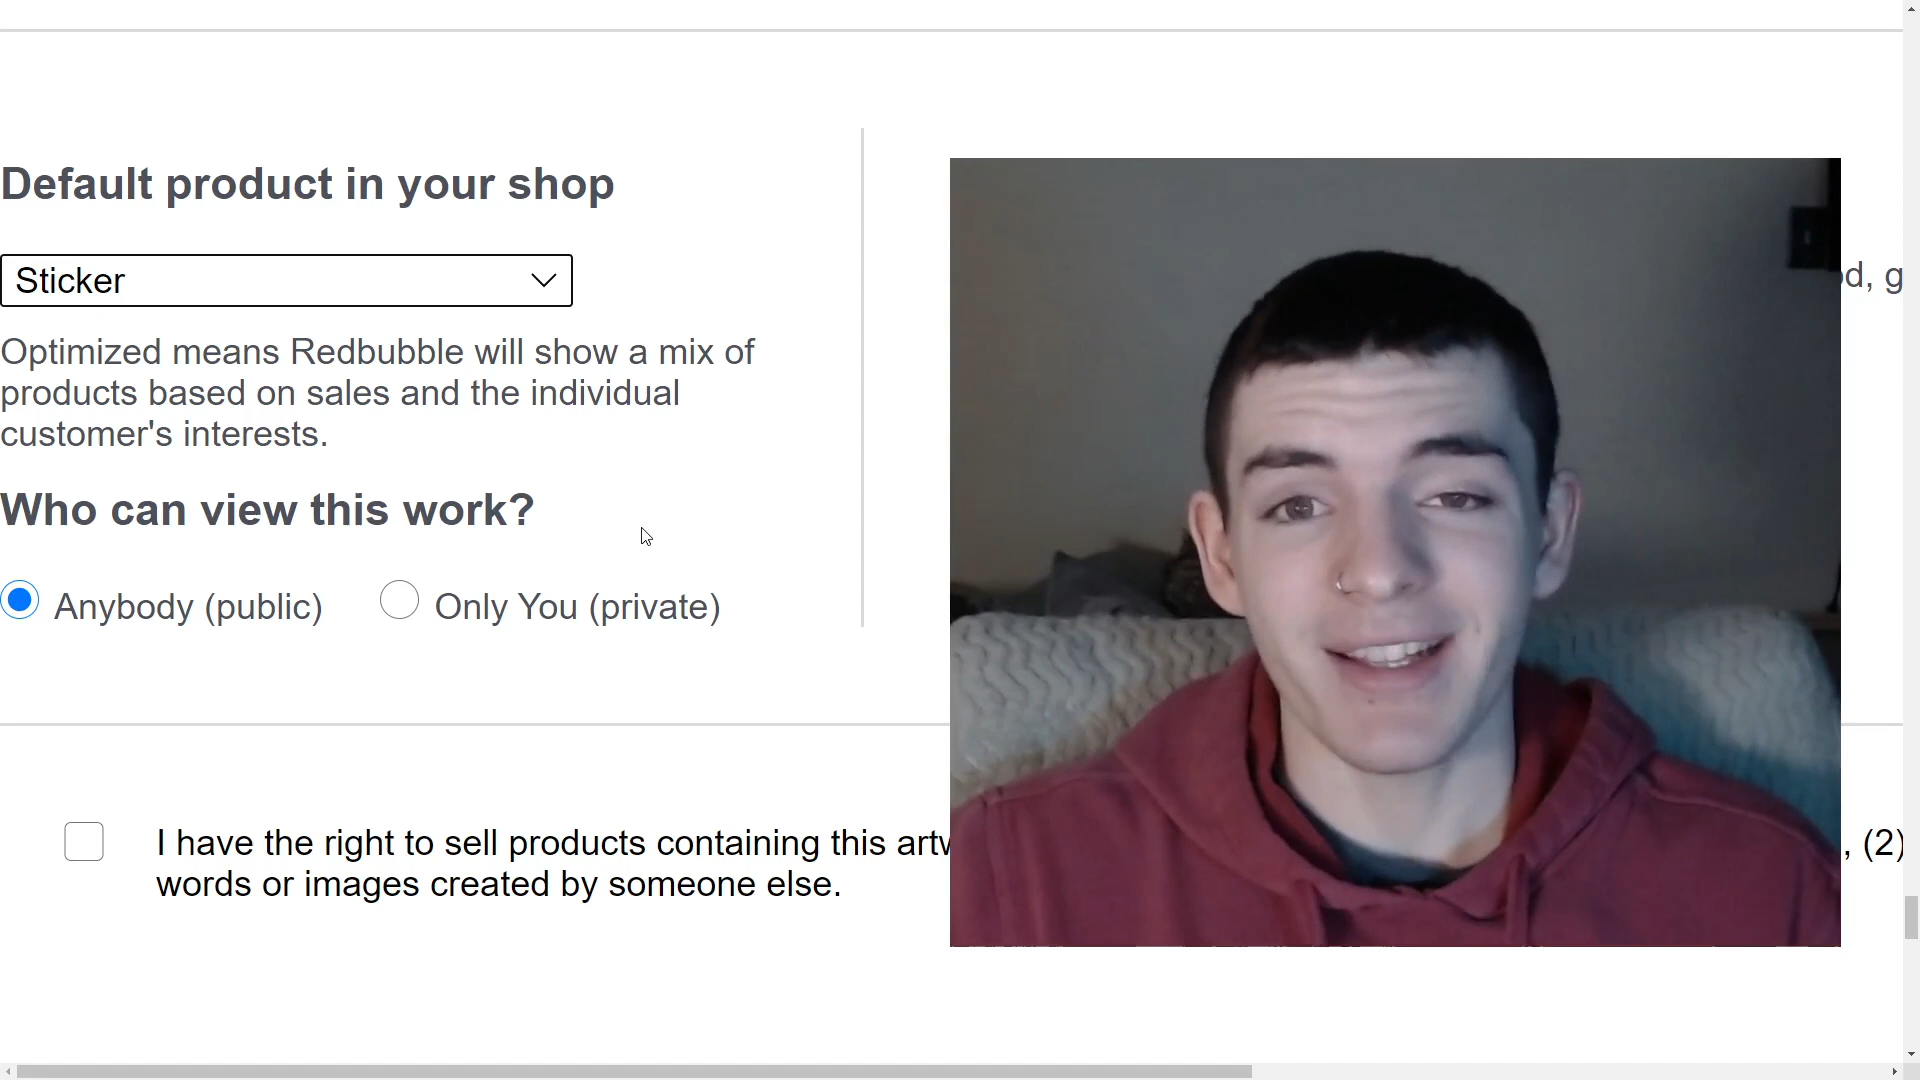 Default product in your shop
Sticker
Optimized means Redbubble will show a mix of
products based on sales and the individual
customer's interests.
Who can view this work?
Anybody (public) Only You (private)
I have the right to sell products containing this
, (2)
words or images created by someone else.